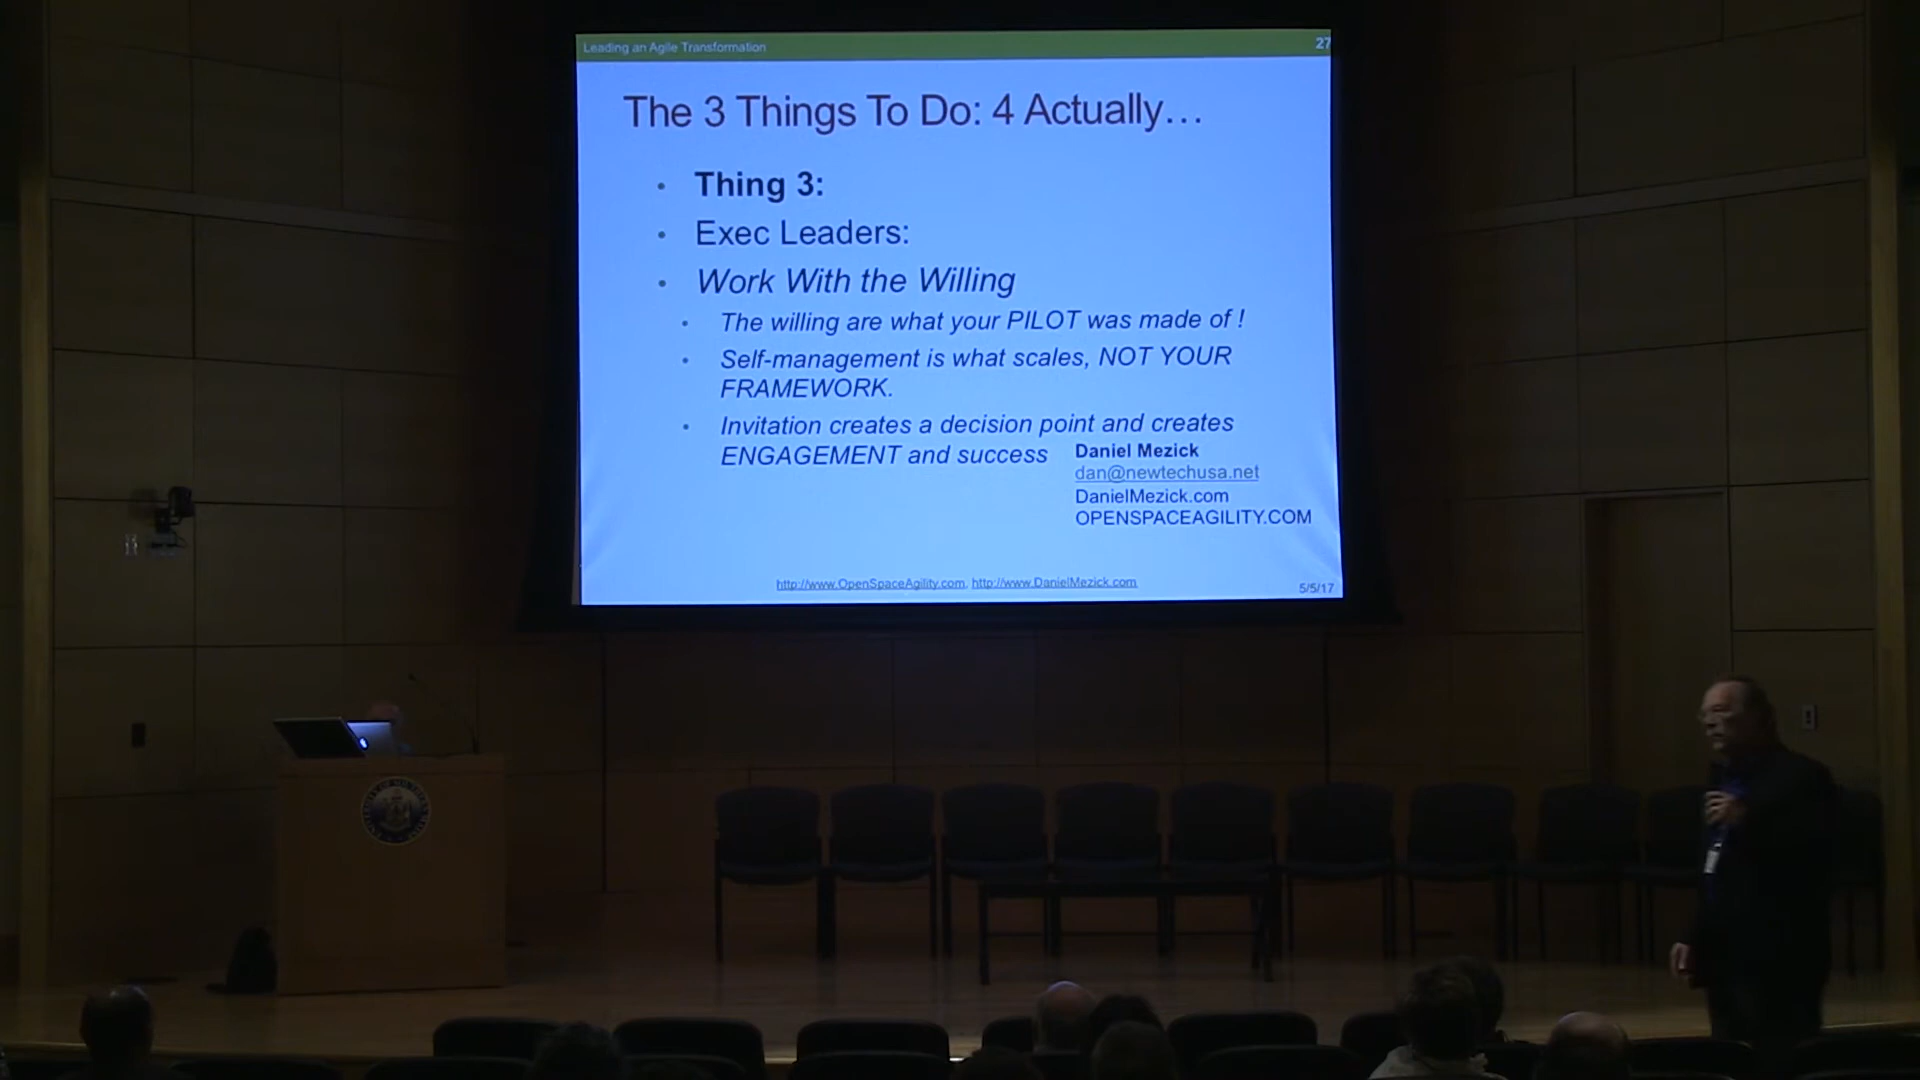 Leading an Agile Transformation
27
The 3 Things To Do: 4 Actually…
Thing 3:
Exec Leaders:
Work With the Willing
The willing are what your PILOT was made of !
Self-management is what scales, NOT YOUR
FRAMEWORK.
Invitation creates a decision point and creates
ENGAGEMENT and success
Daniel Mezick
dan@newtechusa.net
DanielMezick.com
OPENSPACEAGILITY.COM
http://www.OpenSpaceAgility.com, http://www.DanielMezick.com
5/5/17